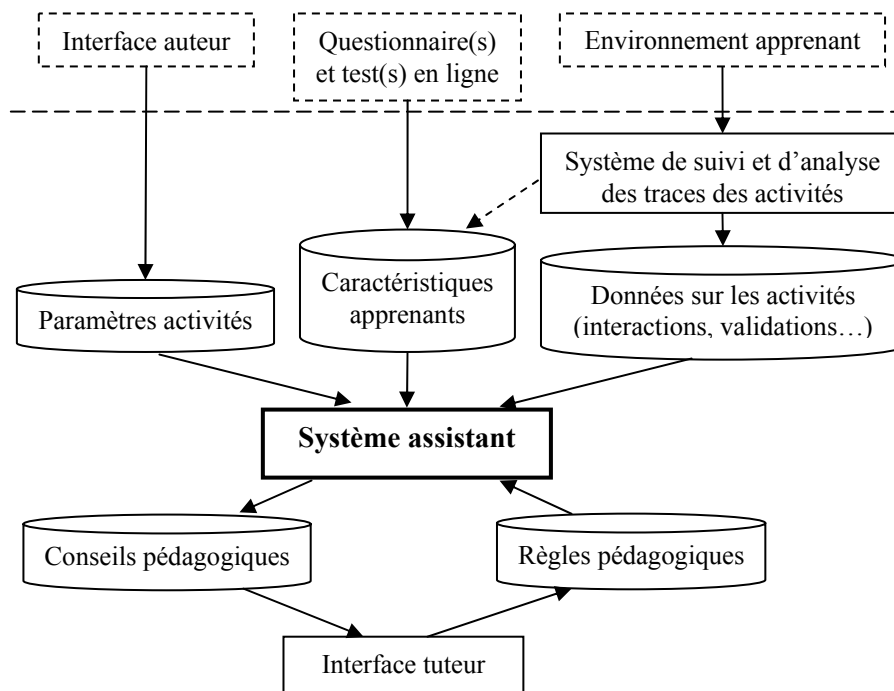 Interface auteur
Questionnaire(s)
et test(s) en ligne
Environnement apprenant
Système de suivi et d’analyse
des traces des activités
Caractéristiques
apprenants
Paramètres activités
Données sur les activités
(interactions, validations…)
Système assistant
Conseils pédagogiques
Règles pédagogiques
Interface tuteur